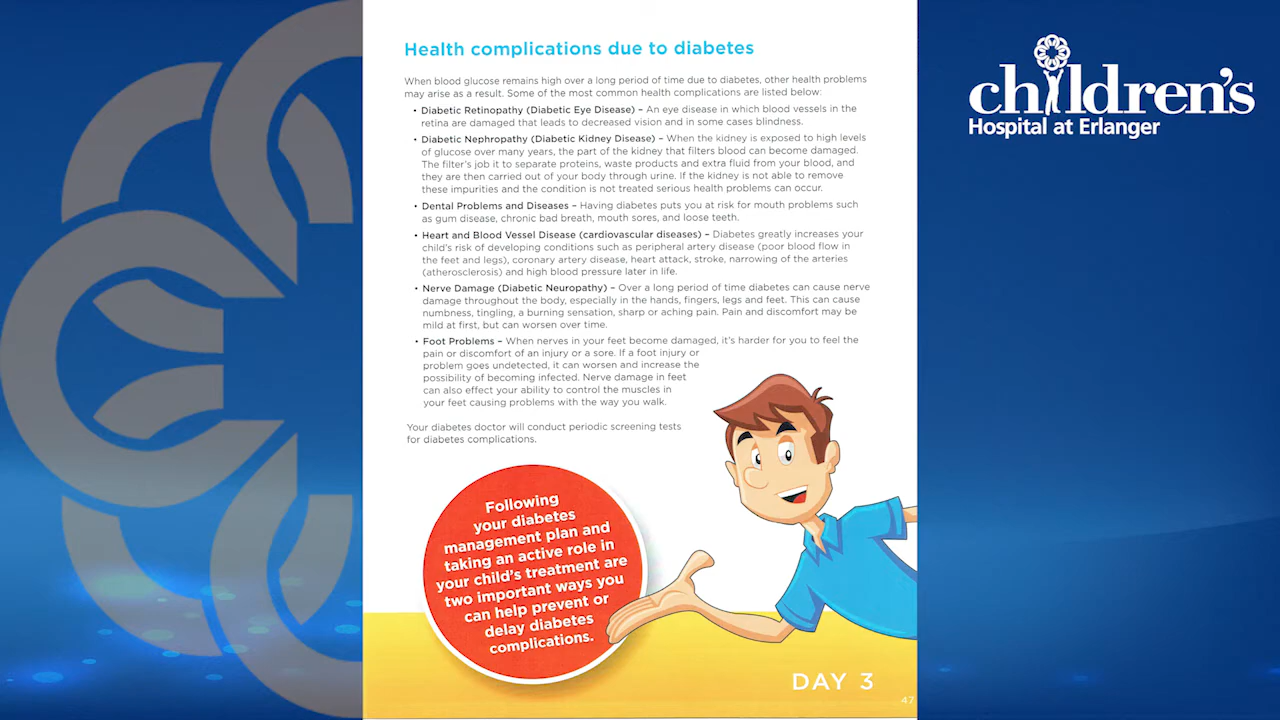 Health complications due to diabetes
When blood glucose remains high over a long period of time due to diabetes, other health problems
may arise as a result. Some of the most common health complications are listed below:
• Diabetic Retinopathy (Diabetic Eye Disease) – An eye disease in which blood vessels in the
retina are damaged that leads to decreased vision and in some cases blindness.
• Diabetic Nephropathy (Diabetic Kidney Disease) – When the kidney is exposed to high levels
of glucose over many years, the part of the kidney that filters blood can become damaged.
The filter's job it to separate proteins, waste products and extra fluid from your blood, and
they are then carried out of your body through urine. If the kidney is not able to remove
these impurities and the condition is not treated serious health problems can occur.
• Dental Problems and Diseases – Having diabetes puts you at risk for mouth problems such
as gum disease, chronic bad breath, mouth sores, and loose teeth.
• Heart and Blood Vessel Disease (cardiovascular diseases) – Diabetes greatly increases your
child's risk of developing conditions such as peripheral artery disease (poor blood flow in
the feet and legs), coronary artery disease, heart attack, stroke, narrowing of the arteries
(atherosclerosis) and high blood pressure later in life.
• Nerve Damage (Diabetic Neuropathy) – Over a long period of time diabetes can cause nerve
damage throughout the body, especially in the hands, fingers, legs and feet. This can cause
numbness, tingling, a burning sensation, sharp or aching pain. Pain and discomfort may be
mild at first, but can worsen over time.
• Foot Problems – When nerves in your feet become damaged, it's harder for you to feel the
pain or discomfort of an injury or a sore. If a foot injury or
problem goes undetected, it can worsen and increase the
possibility of becoming infected. Nerve damage in feet
can also effect your ability to control the muscles in
your feet causing problems with the way you walk.
Your diabetes doctor will conduct periodic screening tests
for diabetes complications.
Following
your diabetes
management plan and
taking an active role in
your child's treatment are
two important ways you
can help prevent or
delay diabetes
complications.
DAY 3
47
children's
Hospital at Erlanger